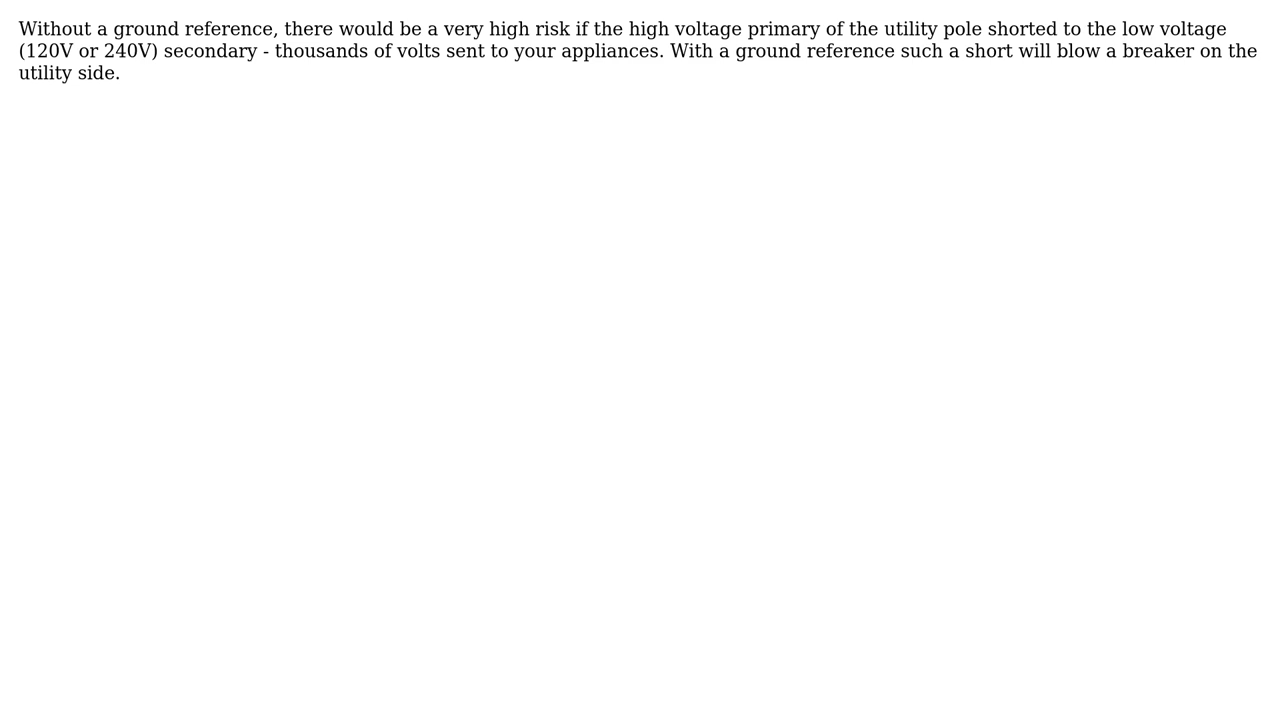 Without a ground reference, there would be a very high risk if the high voltage primary of the utility pole shorted to the low voltage
(120V or 240V) secondary - thousands of volts sent to your appliances. With a ground reference such a short will blow a breaker on the
utility side.